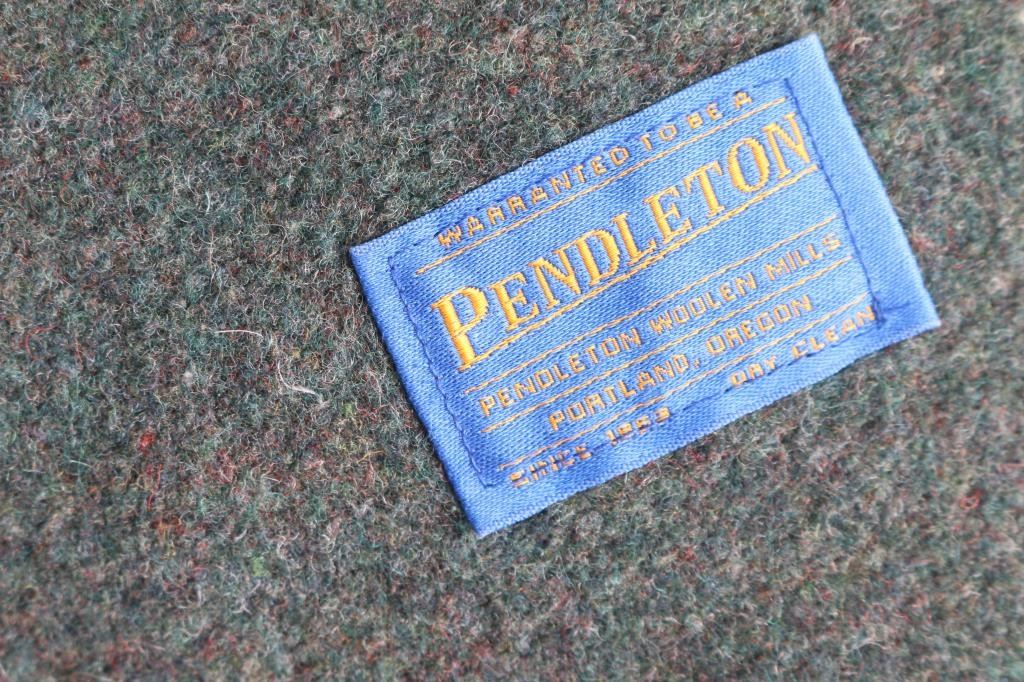 WARRANTED TO BE A
PENDLETON
PENDLETON WOOLEN MILLS
PORTLAND, OREGON
SINCE 1863 DRY CLEAN